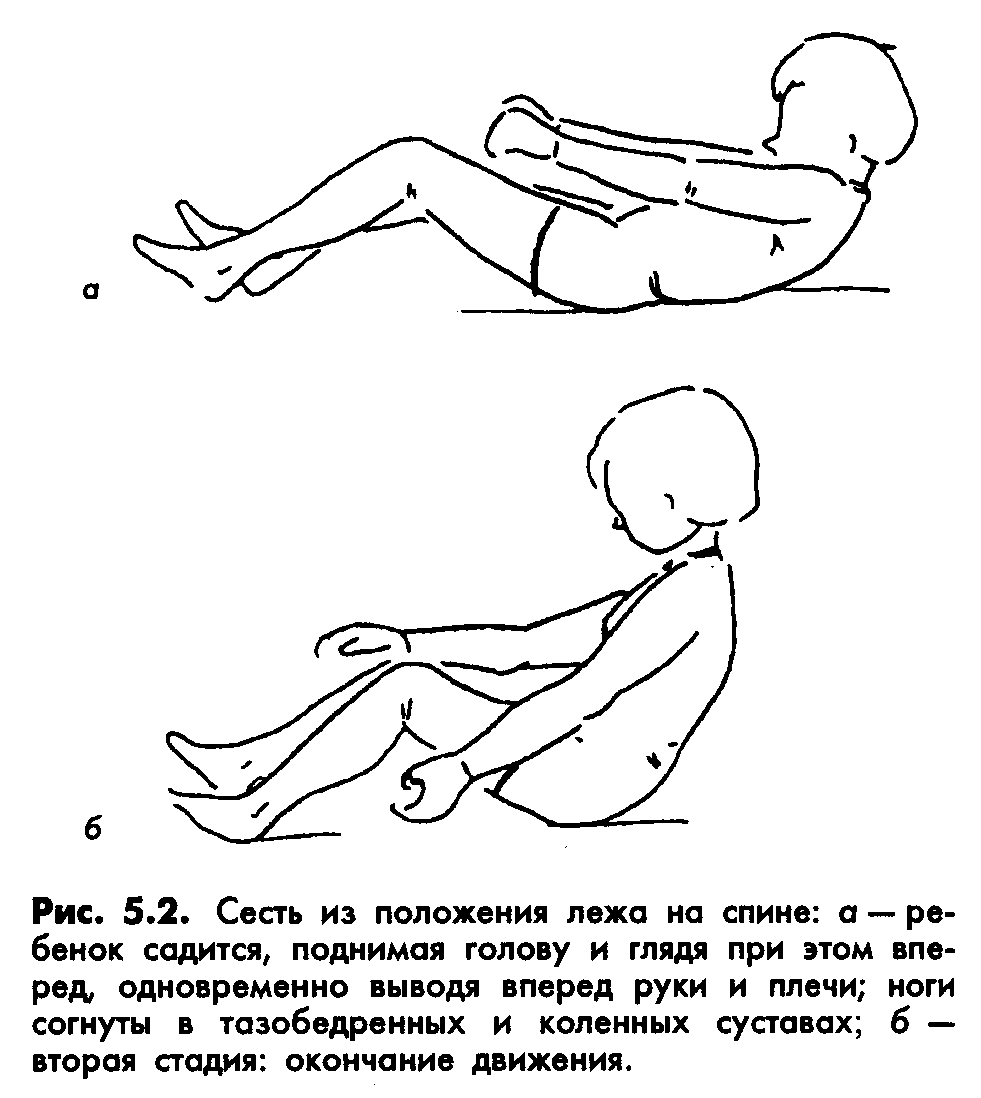 а
б
Рис. 5.2. Сесть из положения лежа на спине: а — ре-
бенок садится, поднимая голову и глядя при этом впе-
ред, одновременно выводя вперед руки и плечи; ноги
согнуты в тазобедренных и коленных суставах; б —
вторая стадия: окончание движения.